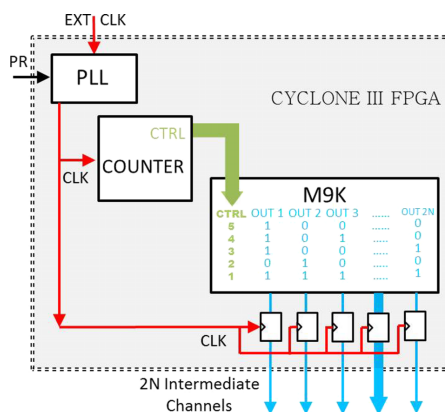 EXT CLK
PR
PLL
CYCLONE III FPGA
CTRL
COUNTER
CLK
M9K
CTRL OUT 1 OUT 2 OUT 3 ...... OUT 2N
5 1 0 0 ..... 0
4 1 0 1 ..... 0
3 1 0 0 ..... 1
2 0 1 0 ..... 0
1 1 1 1 ..... 1
CLK
2N Intermediate
Channels